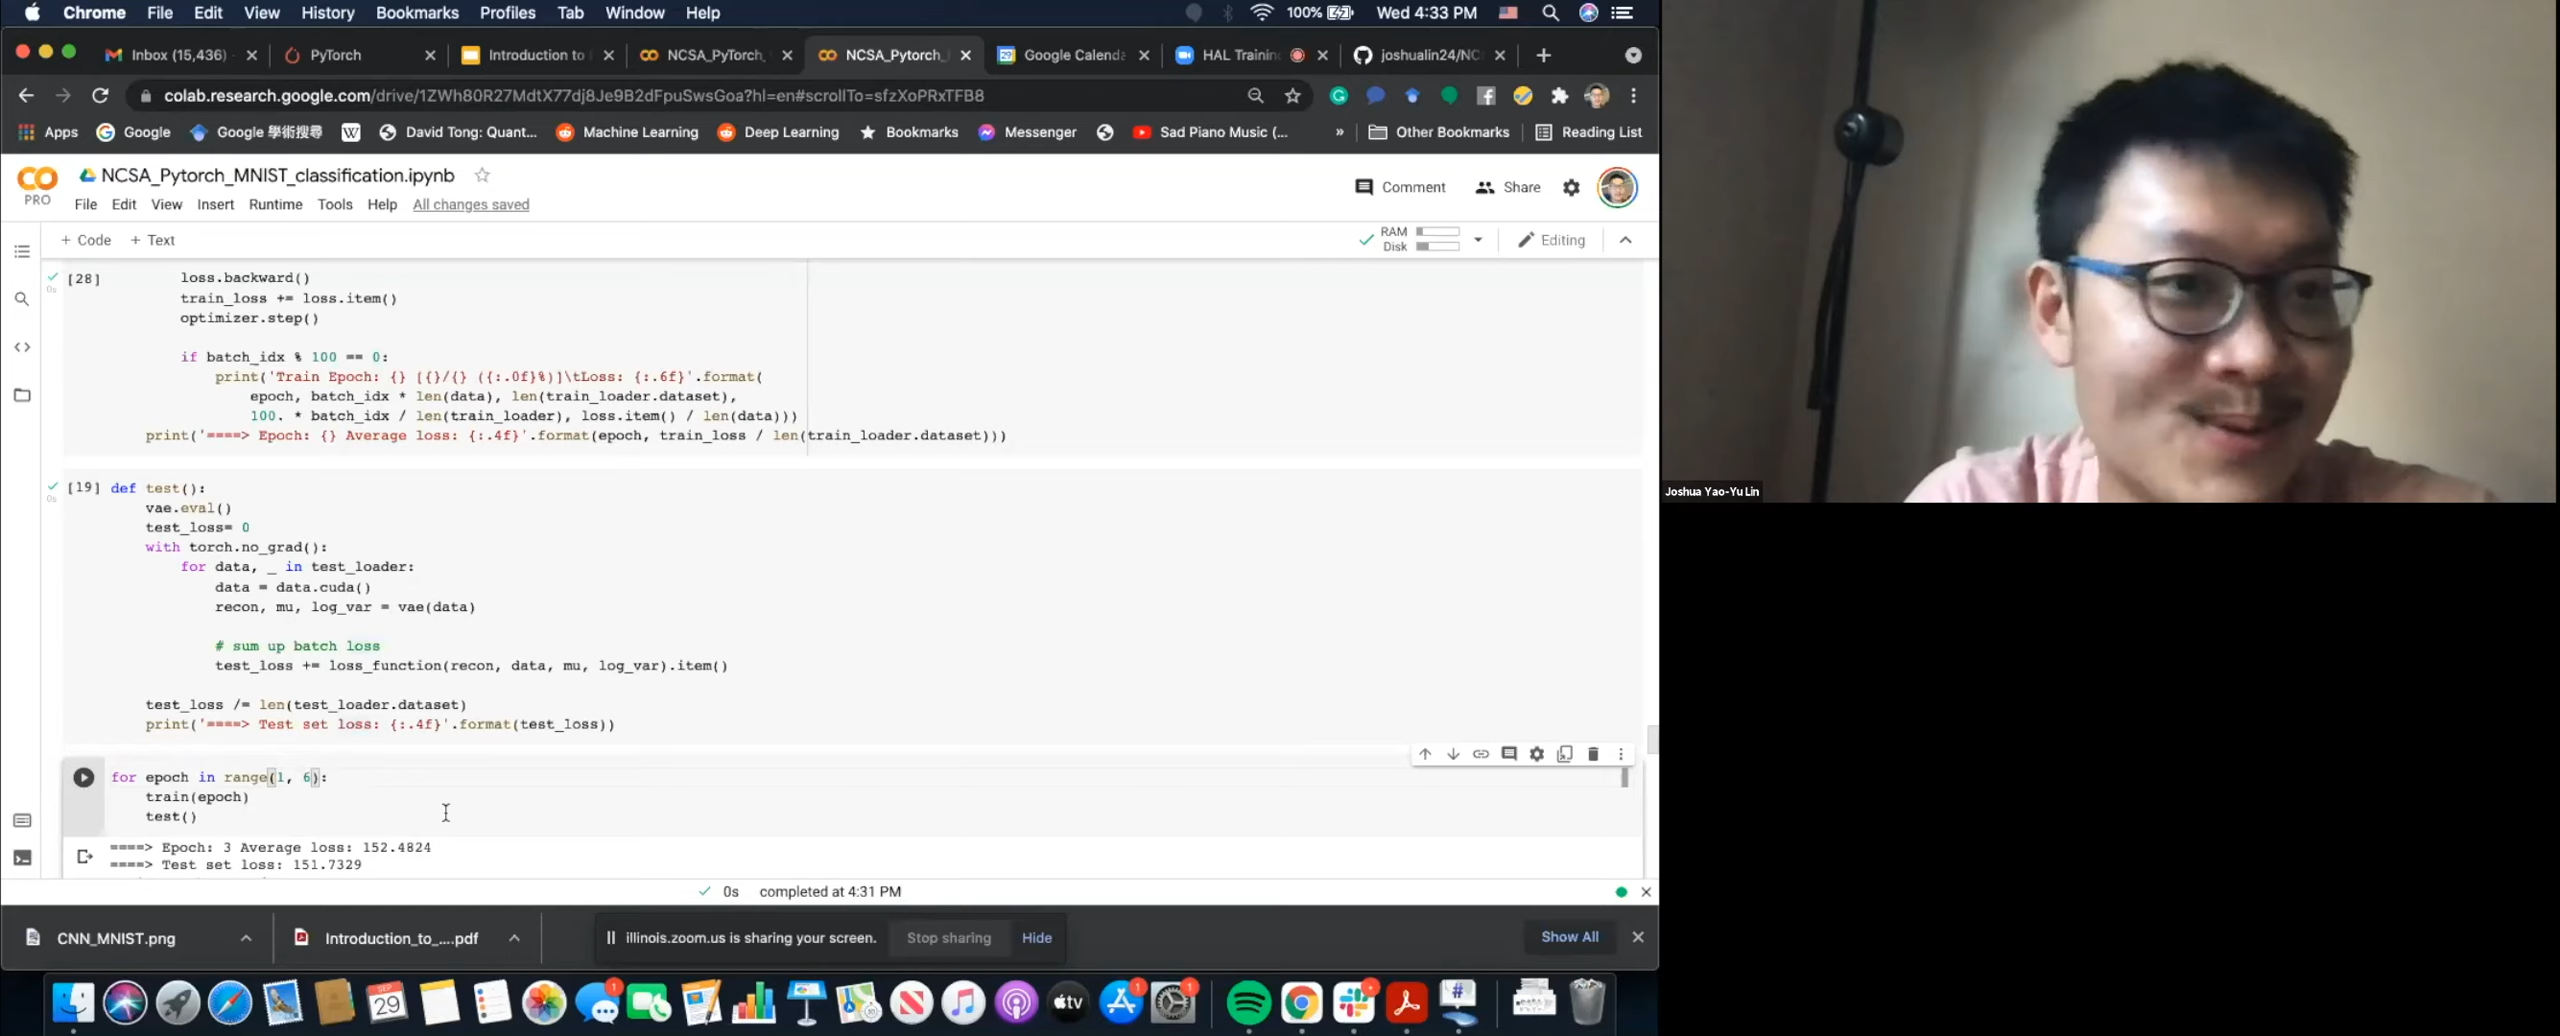 Chrome File Edit View History Bookmarks Profiles Tab Window Help 100% Wed 4:33 PM
Inbox (15,436) PyTorch Introduction to NCSA_PyTorch_ NCSA_Pytorch_ Google Calenda HAL Training joshualin24/NC
colab.research.google.com/drive/1ZWh80R27MdtX77dj8Je9B2dFpuSwsGoa?hl=en#scrollTo=sfzXoPRxTFB8
Apps Google Google 學術搜尋 W David Tong: Quant... Machine Learning Deep Learning Bookmarks Messenger Sad Piano Music (... » Other Bookmarks Reading List
NCSA_Pytorch_MNIST_classification.ipynb
PRO
Comment Share
File Edit View Insert Runtime Tools Help All changes saved
+ Code + Text
RAM
Disk
Editing
[28] loss.backward()
0s
train_loss += loss.item()
optimizer.step()
if batch_idx % 100 == 0:
print('Train Epoch: {} [{}/{} ({:.0f}%)]\tLoss: {:.6f}'.format(
epoch, batch_idx * len(data), len(train_loader.dataset),
100. * batch_idx / len(train_loader), loss.item() / len(data)))
print('====> Epoch: {} Average loss: {:.4f}'.format(epoch, train_loss / len(train_loader.dataset)))
[19] def test():
0s
vae.eval()
test_loss= 0
with torch.no_grad():
for data, _ in test_loader:
data = data.cuda()
recon, mu, log_var = vae(data)
# sum up batch loss
test_loss += loss_function(recon, data, mu, log_var).item()
test_loss /= len(test_loader.dataset)
print('====> Test set loss: {:.4f}'.format(test_loss))
for epoch in range(1, 6):
train(epoch)
test()
====> Epoch: 3 Average loss: 152.4824
====> Test set loss: 151.7329
0s completed at 4:31 PM
CNN_MNIST.png Introduction_to_....pdf illinois.zoom.us is sharing your screen. Stop sharing Hide Show All
SEP
29
1
tv
1
1
#
Joshua Yao-Yu Lin